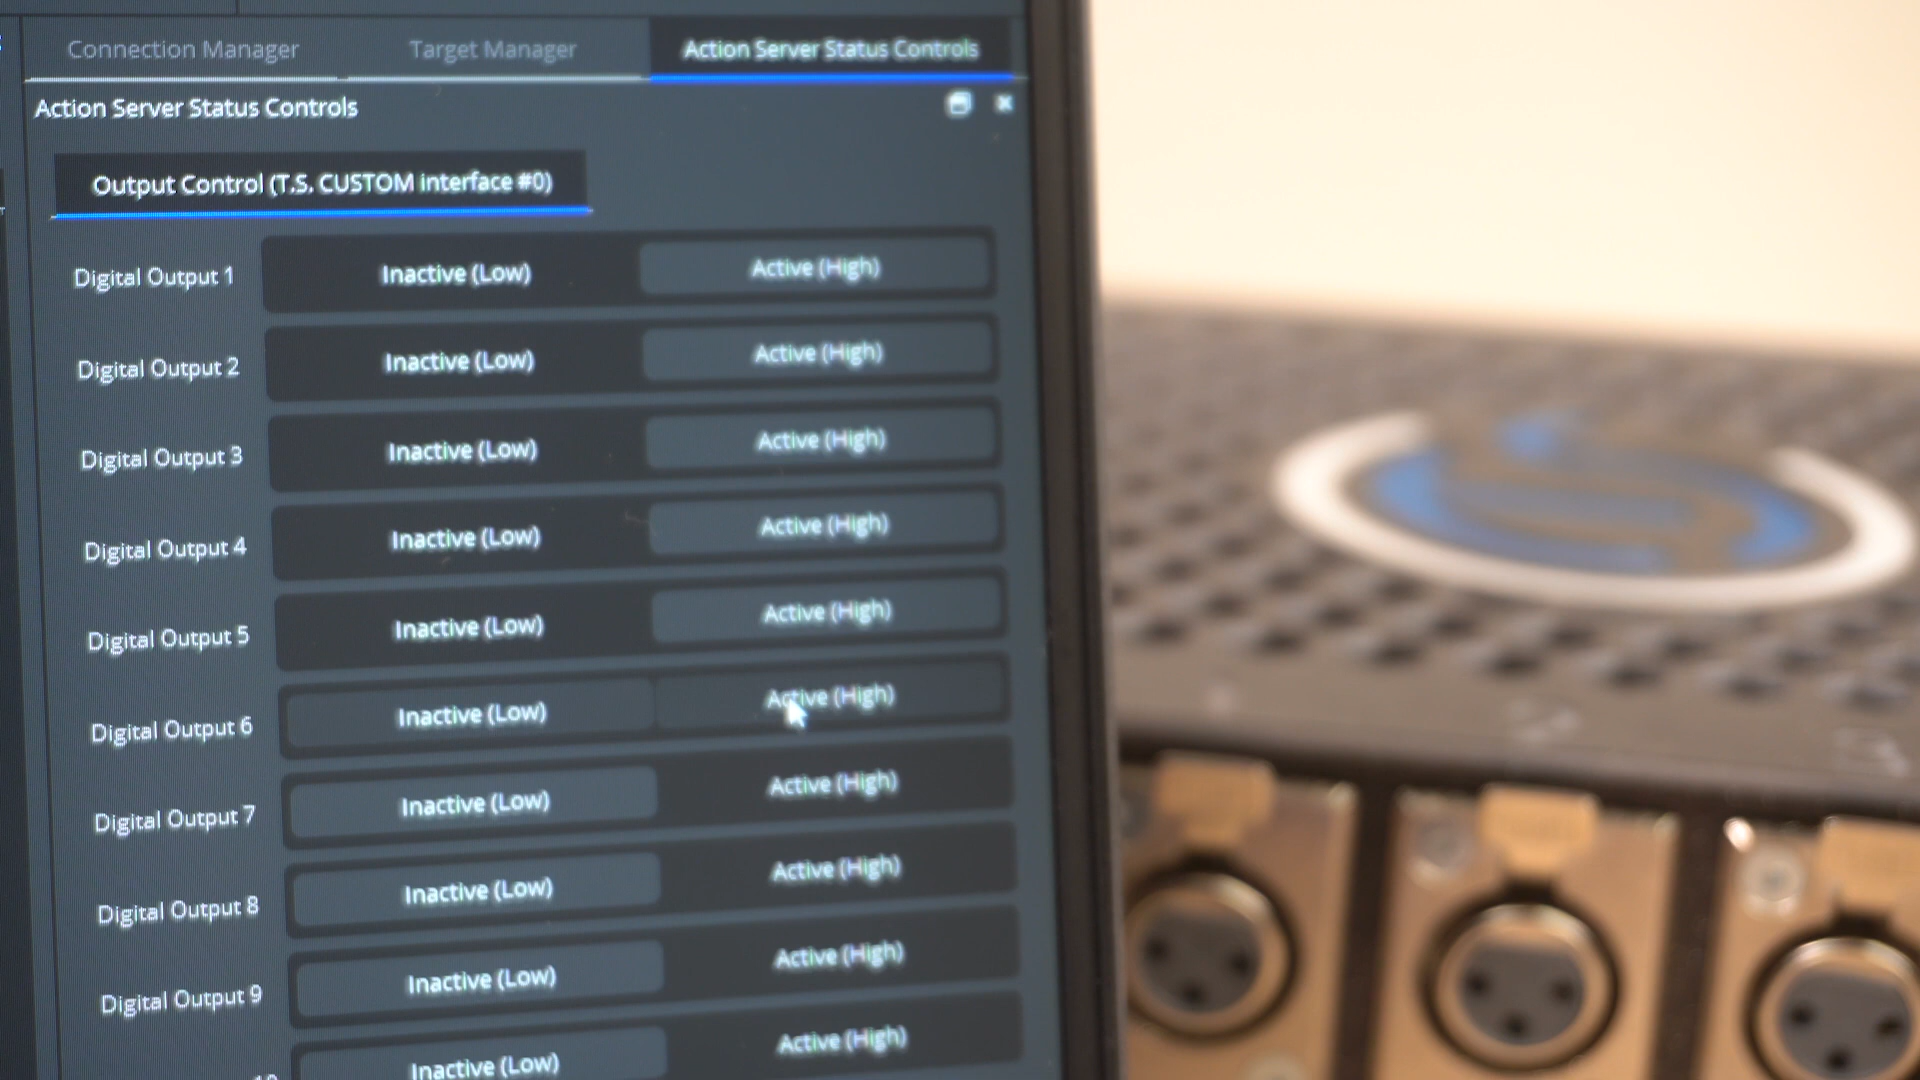 Connection Manager
Target Manager
Action Server Status Controls
Action Server Status Controls
Output Control (T.S. CUSTOM interface #0)
Digital Output 1 Inactive (Low) Active (High)
Digital Output 2 Inactive (Low) Active (High)
Digital Output 3 Inactive (Low) Active (High)
Digital Output 4 Inactive (Low) Active (High)
Digital Output 5 Inactive (Low) Active (High)
Digital Output 6 Inactive (Low) Active (High)
Digital Output 7 Inactive (Low) Active (High)
Digital Output 8 Inactive (Low) Active (High)
Digital Output 9 Inactive (Low) Active (High)
Inactive (Low) Active (High)